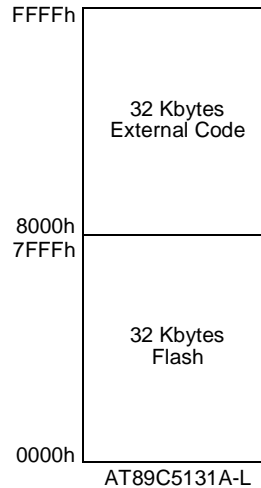 FFFFh
32 Kbytes
External Code
8000h
7FFFh
32 Kbytes
Flash
0000h
AT89C5131A-L